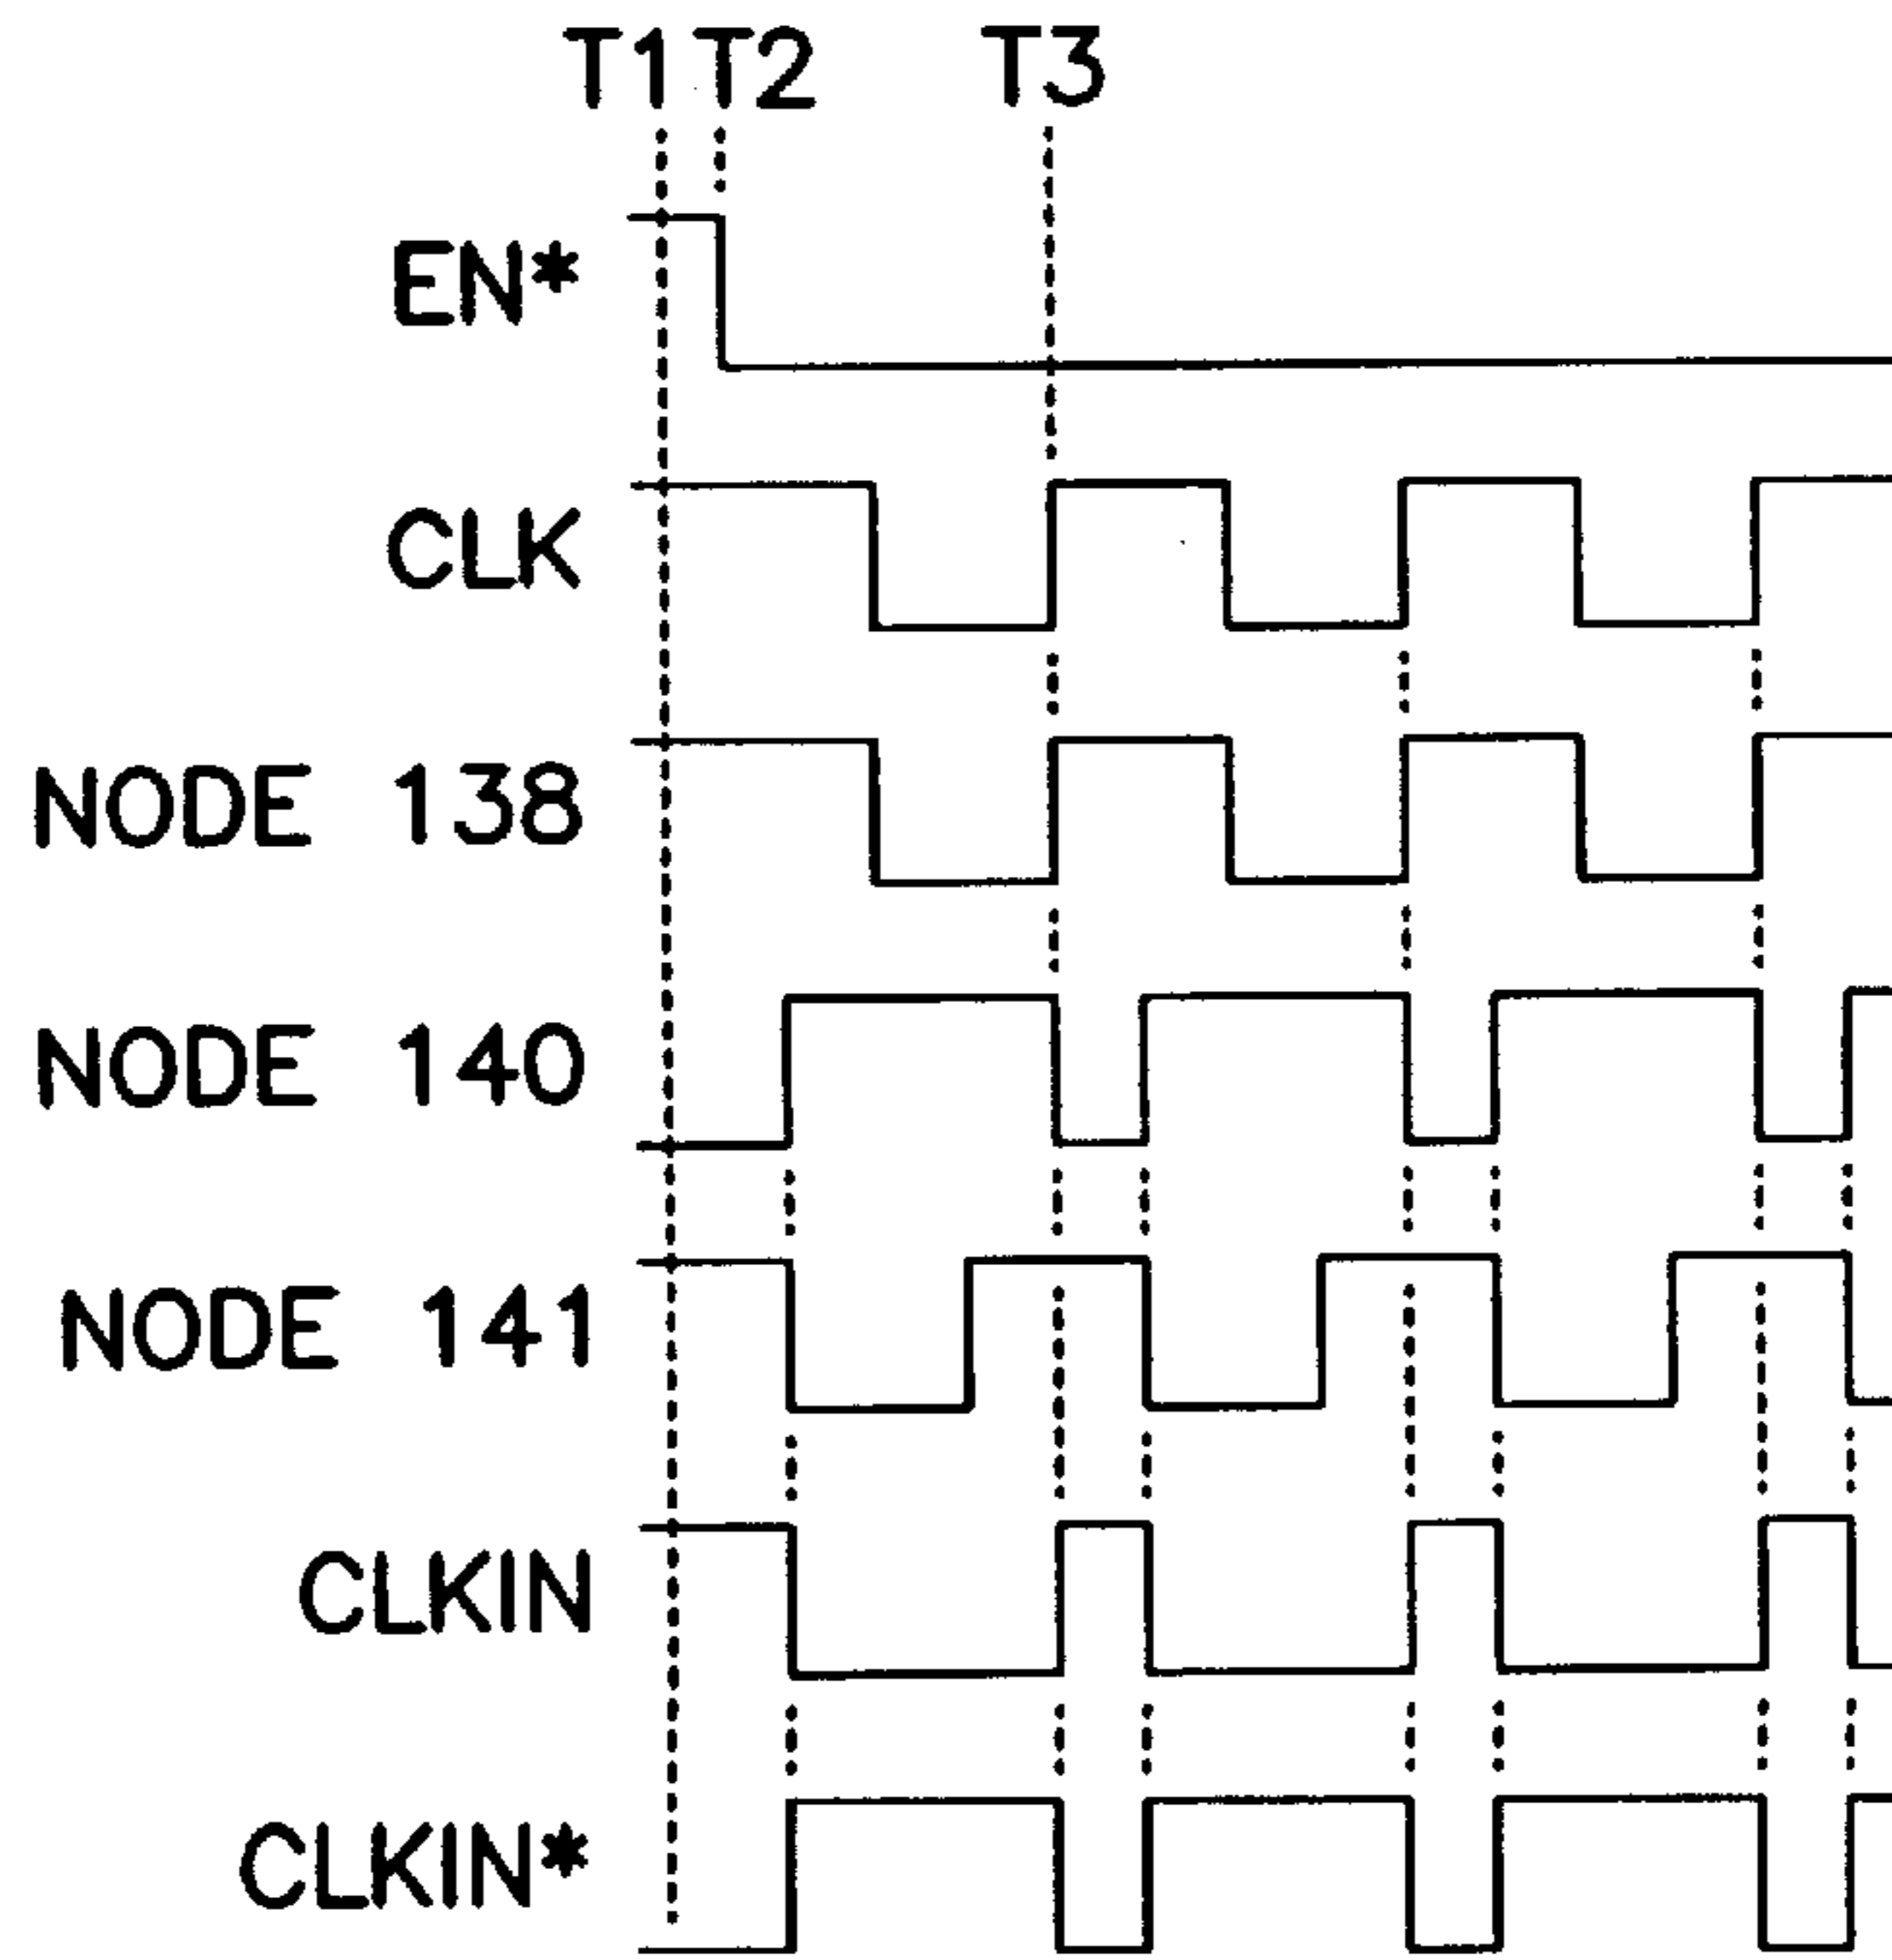 T1 T2 T3
EN*
CLK
NODE 138
NODE 140
NODE 141
CLKIN
CLKIN*